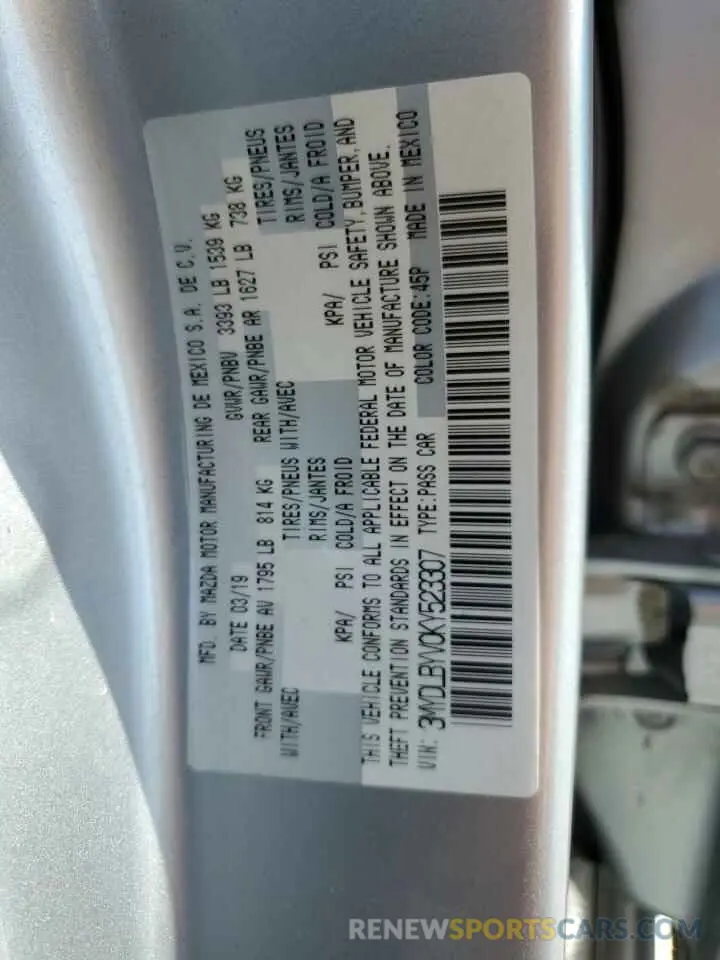 MFD. BY MAZDA MOTOR MANUFACTURING DE MEXICO S.A. DE C.V.
DATE 03/19 GVWR/PNBV 3393 LB 1539 KG
FRONT GAWR/PNBE AV 1795 LB 814 KG REAR GAWR/PNBE AR 1627 LB 738 KG
WITH/AVEC TIRES/PNEUS WITH/AVEC TIRES/PNEUS
RIMS/JANTES RIMS/JANTES
KPA/ PSI COLD/A FROID KPA/ PSI COLD/A FROID
THIS VEHICLE CONFORMS TO ALL APPLICABLE FEDERAL MOTOR VEHICLE SAFETY, BUMPER, AND
THEFT PREVENTION STANDARDS IN EFFECT ON THE DATE OF MANUFACTURE SHOWN ABOVE.
VIN: 3MYDLBYV0KY523307 TYPE:PASS CAR COLOR CODE:45P MADE IN MEXICO
RENEWSPORTSCARS.COM